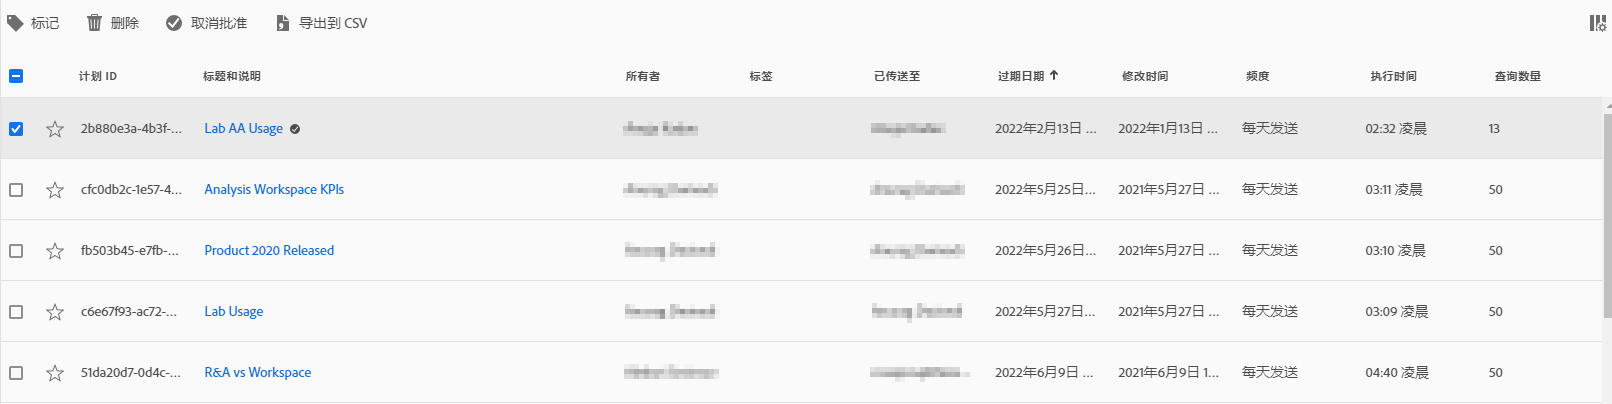 标记 删除 取消批准 导出到 CSV
计划 ID 标题和说明 所有者 标签 已传送至 过期日期 修改时间 频度 执行时间 查询数量
2b880e3a-4b3f-... Lab AA Usage 2022年2月13日 ... 2022年1月13日 ... 每天发送 02:32 凌晨 13
cfc0db2c-1e57-4... Analysis Workspace KPIs 2022年5月25日... 2021年5月27日 ... 每天发送 03:11 凌晨 50
fb503b45-e7fb-... Product 2020 Released 2022年5月26日... 2021年5月27日 ... 每天发送 03:10 凌晨 50
c6e67f93-ac72-... Lab Usage 2022年5月27日... 2021年5月27日 ... 每天发送 03:09 凌晨 50
51da20d7-0d4c-... R&A vs Workspace 2022年6月9日 ... 2021年6月9日 1... 每天发送 04:40 凌晨 50